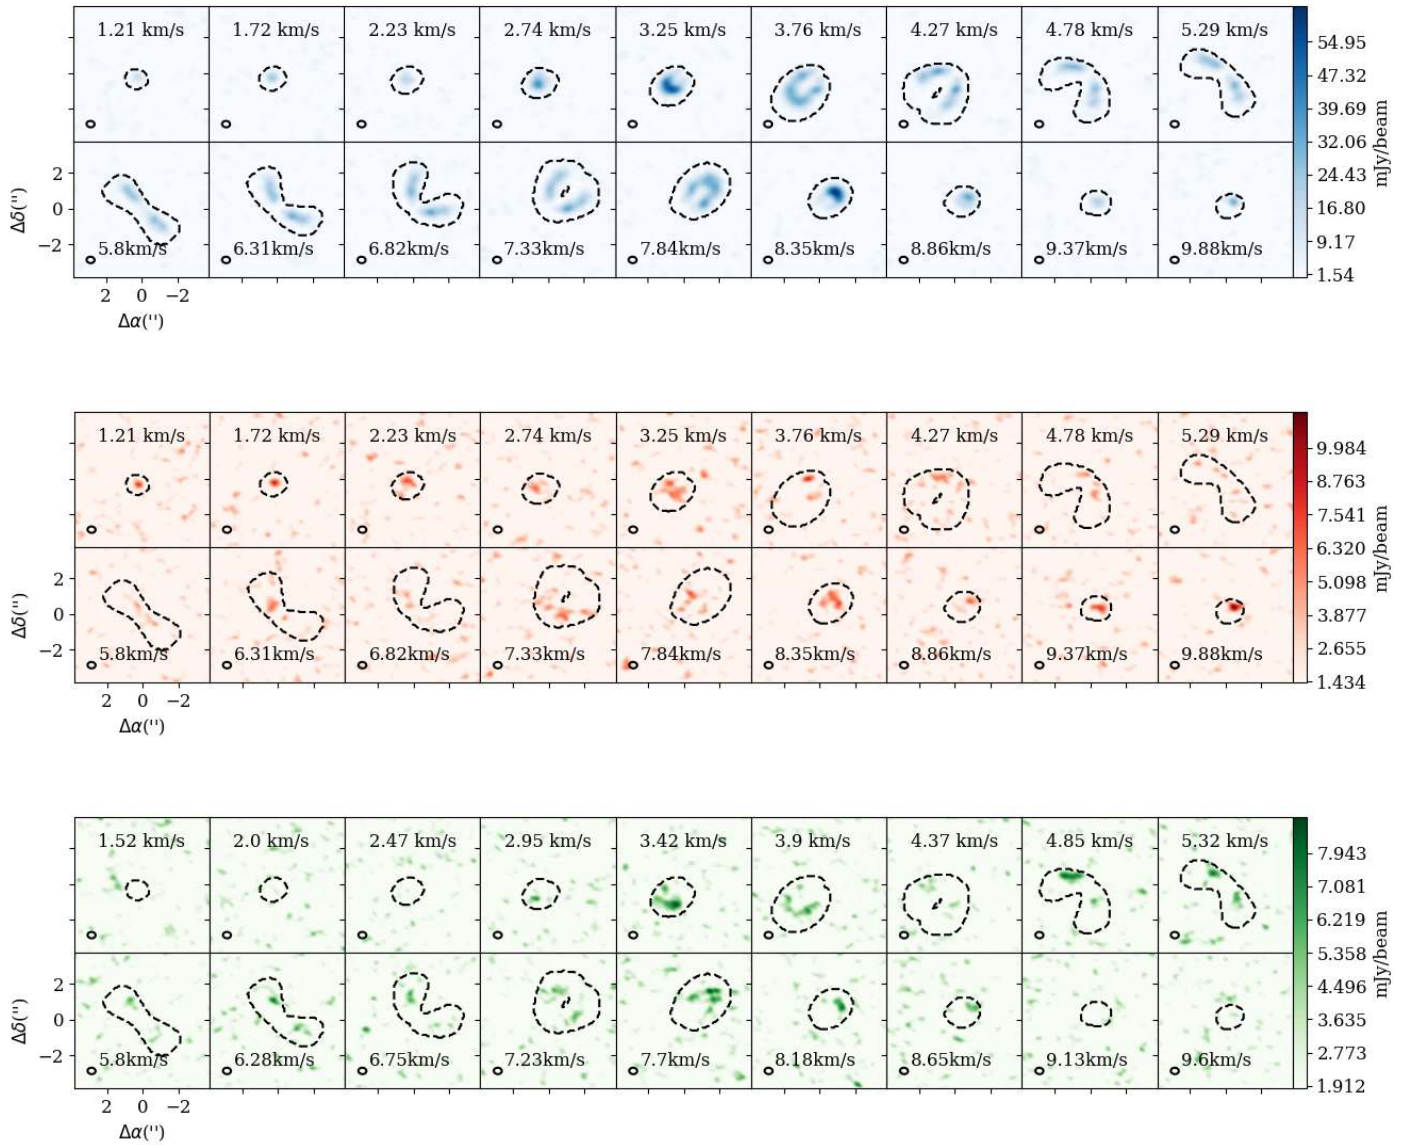 1.21 km/s 1.72 km/s 2.23 km/s 2.74 km/s 3.25 km/s 3.76 km/s 4.27 km/s 4.78 km/s 5.29 km/s
5.8km/s 6.31km/s 6.82km/s 7.33km/s 7.84km/s 8.35km/s 8.86km/s 9.37km/s 9.88km/s
2
0
−2
Δδ('')
2 0 −2
Δα('')
54.95
47.32
39.69
32.06
24.43
16.80
9.17
1.54
mJy/beam
1.21 km/s 1.72 km/s 2.23 km/s 2.74 km/s 3.25 km/s 3.76 km/s 4.27 km/s 4.78 km/s 5.29 km/s
5.8km/s 6.31km/s 6.82km/s 7.33km/s 7.84km/s 8.35km/s 8.86km/s 9.37km/s 9.88km/s
2
0
−2
Δδ('')
2 0 −2
Δα('')
9.984
8.763
7.541
6.320
5.098
3.877
2.655
1.434
mJy/beam
1.52 km/s 2.0 km/s 2.47 km/s 2.95 km/s 3.42 km/s 3.9 km/s 4.37 km/s 4.85 km/s 5.32 km/s
5.8km/s 6.28km/s 6.75km/s 7.23km/s 7.7km/s 8.18km/s 8.65km/s 9.13km/s 9.6km/s
2
0
−2
Δδ('')
2 0 −2
Δα('')
7.943
7.081
6.219
5.358
4.496
3.635
2.773
1.912
mJy/beam